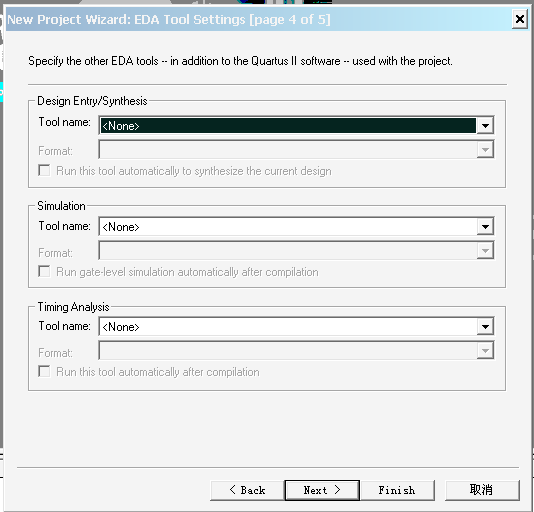 New Project Wizard: EDA Tool Settings [page 4 of 5]
Specify the other EDA tools -- in addition to the Quartus II software -- used with the project.
Design Entry/Synthesis
Tool name: <None>
Format:
Run this tool automatically to synthesize the current design
Simulation
Tool name: <None>
Format:
Run gate-level simulation automatically after compilation
Timing Analysis
Tool name: <None>
Format:
Run this tool automatically after compilation
< Back Next > Finish 取消